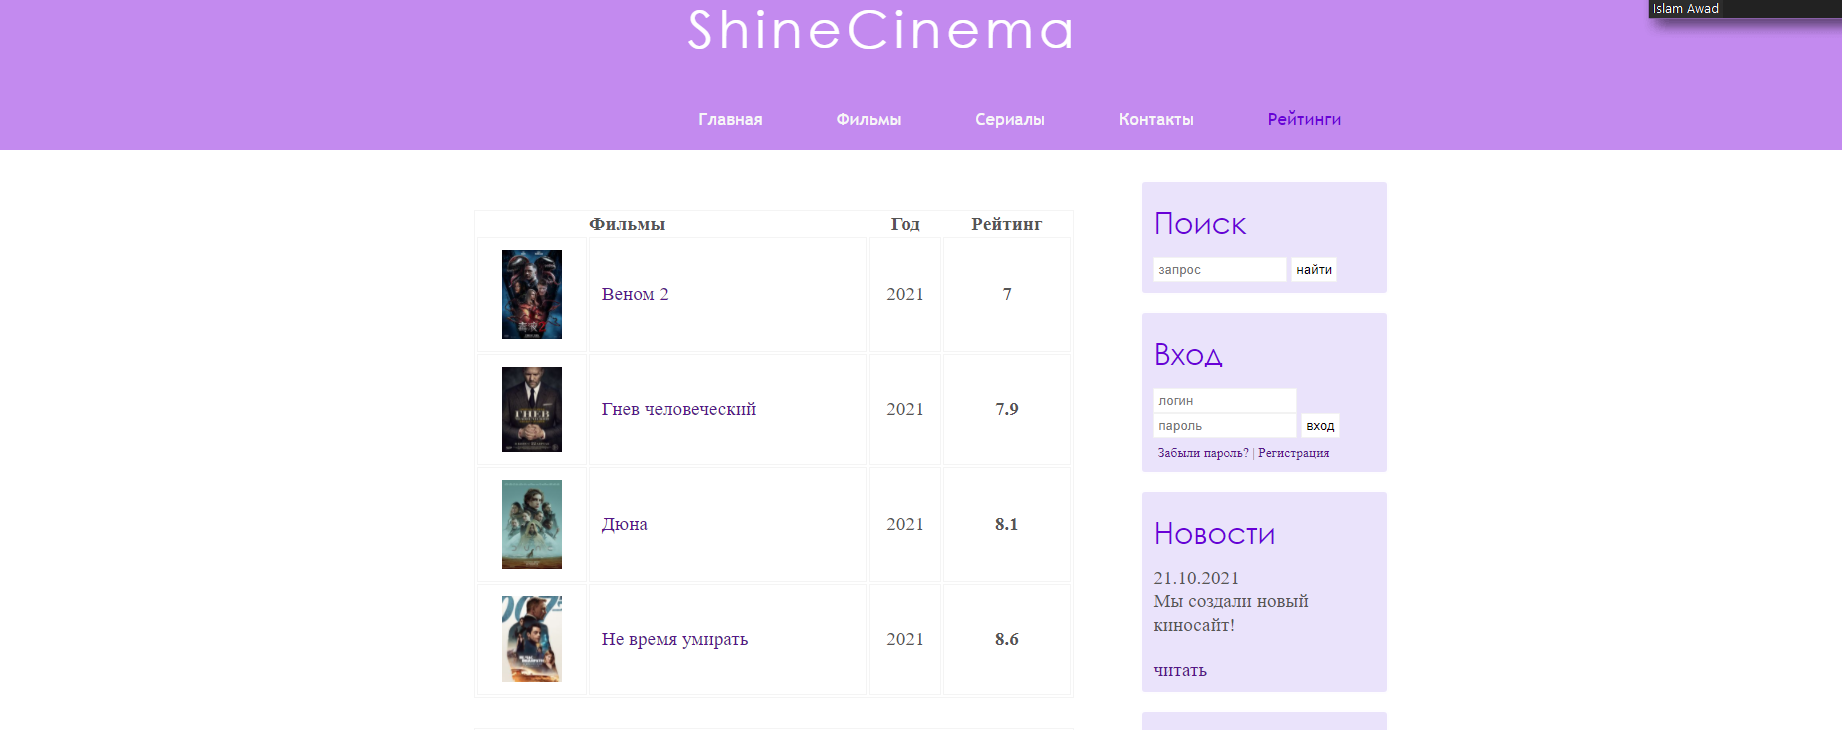 Islam Awad
ShineCinema
Главная Фильмы Сериалы Контакты Рейтинги
Фильмы Год Рейтинг
Веном 2 2021 7
ГНЕВ
Гнев человеческий 2021 7.9
Дюна 2021 8.1
007
Не время умирать 2021 8.6
Поиск
запрос найти
Вход
логин
пароль вход
Забыли пароль? | Регистрация
Новости
21.10.2021
Мы создали новый
киносайт!
читать